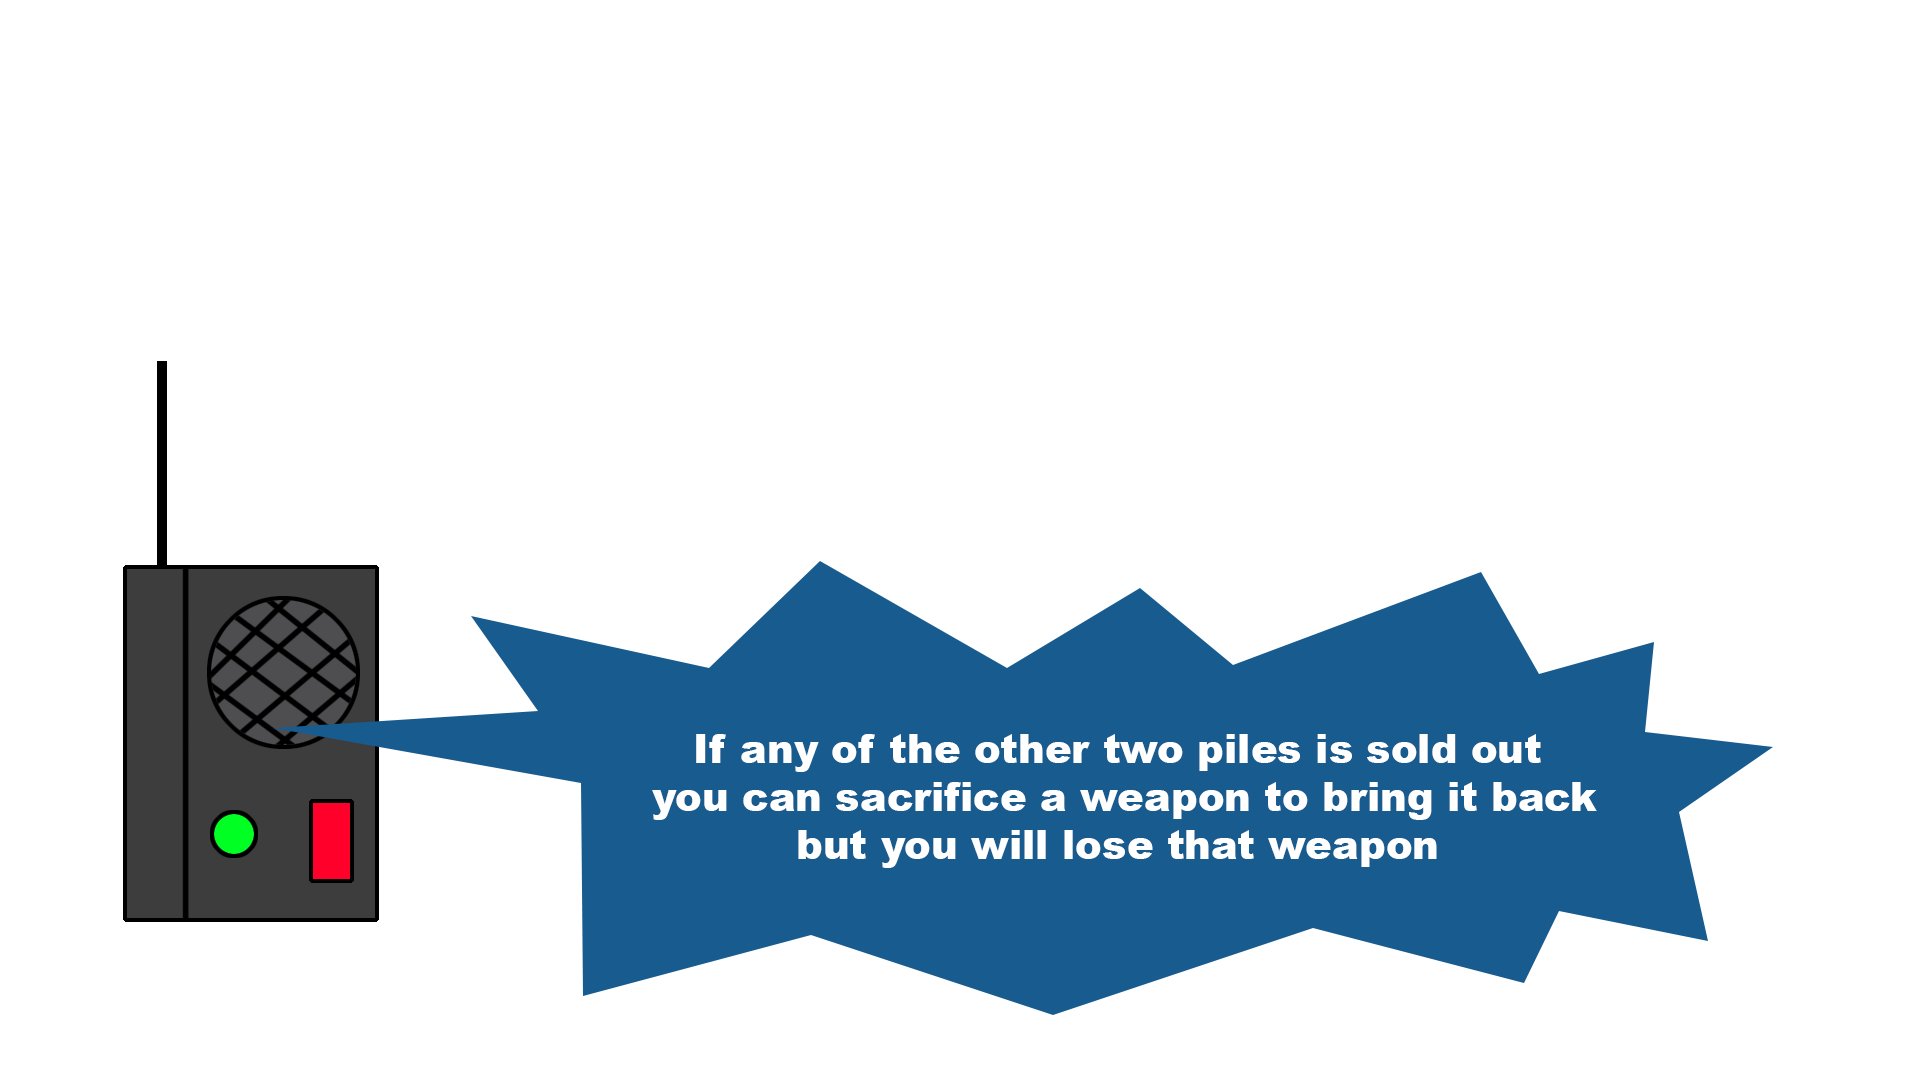 If any of the other two piles is sold out
you can sacrifice a weapon to bring it back
but you will lose that weapon